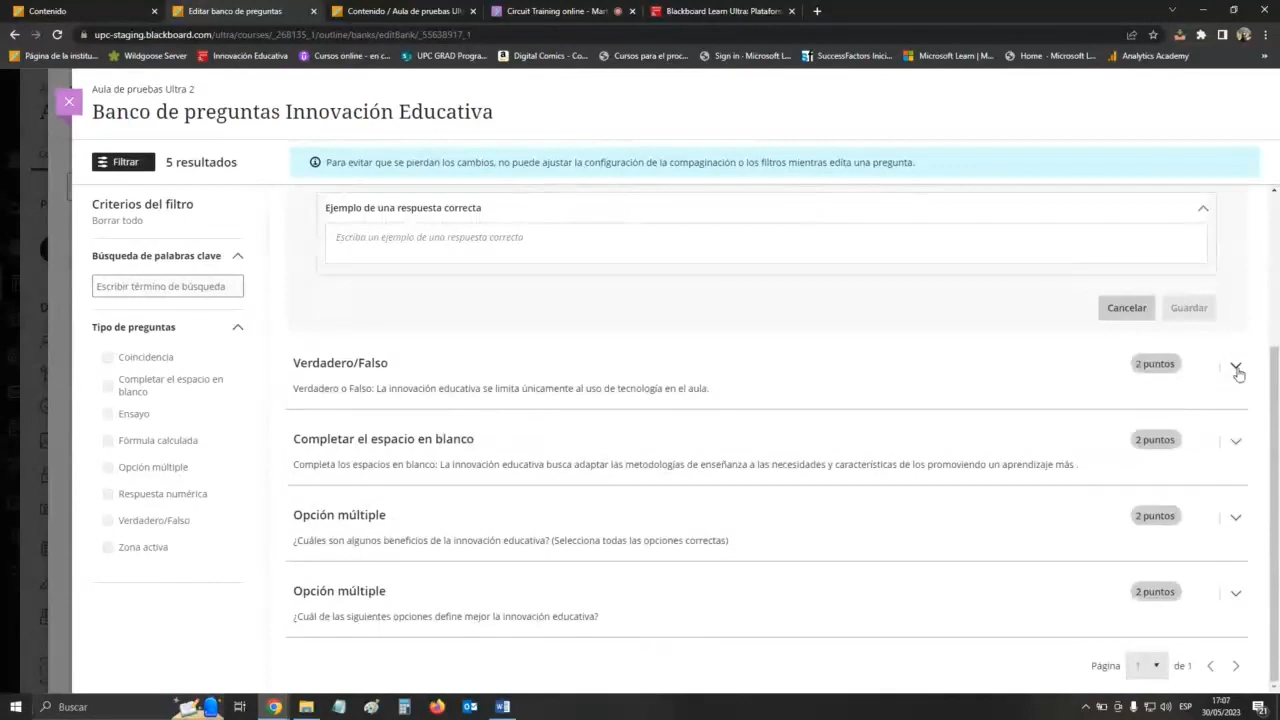 Contenido
Editar banco de preguntas
Contenido / Aula de pruebas Ult
Circuit Training online - Mart
Blackboard Learn Ultra: Platafor
upc-staging.blackboard.com/ultra/courses/_268135_1/outline/banks/editBank/_55638917_1
Página de la institu...
Wildgoose Server
Innovación Educativa
Cursos online - en c...
UPC GRAD Progra...
Digital Comics - Co...
Cursos para el proc...
Sign in - Microsoft L...
SuccessFactors Inici...
Microsoft Learn | M...
Home - Microsoft L...
Analytics Academy
Aula de pruebas Ultra 2
Banco de preguntas Innovación Educativa
Filtrar
5 resultados
Para evitar que se pierdan los cambios, no puede ajustar la configuración de la compaginación o los filtros mientras edita una pregunta.
Criterios del filtro
Borrar todo
Búsqueda de palabras clave
Escribir término de búsqueda
Tipo de preguntas
Coincidencia
Completar el espacio en
blanco
Ensayo
Fórmula calculada
Opción múltiple
Respuesta numérica
Verdadero/Falso
Zona activa
Ejemplo de una respuesta correcta
Escriba un ejemplo de una respuesta correcta
Cancelar
Guardar
Verdadero/Falso
2 puntos
Verdadero o Falso: La innovación educativa se limita únicamente al uso de tecnología en el aula.
Completar el espacio en blanco
2 puntos
Completa los espacios en blanco: La innovación educativa busca adaptar las metodologías de enseñanza a las necesidades y características de los promoviendo un aprendizaje más .
Opción múltiple
2 puntos
¿Cuáles son algunos beneficios de la innovación educativa? (Selecciona todas las opciones correctas)
Opción múltiple
2 puntos
¿Cuál de las siguientes opciones define mejor la innovación educativa?
Página
1
de 1
Buscar
ESP
17:07
30/05/2023
21